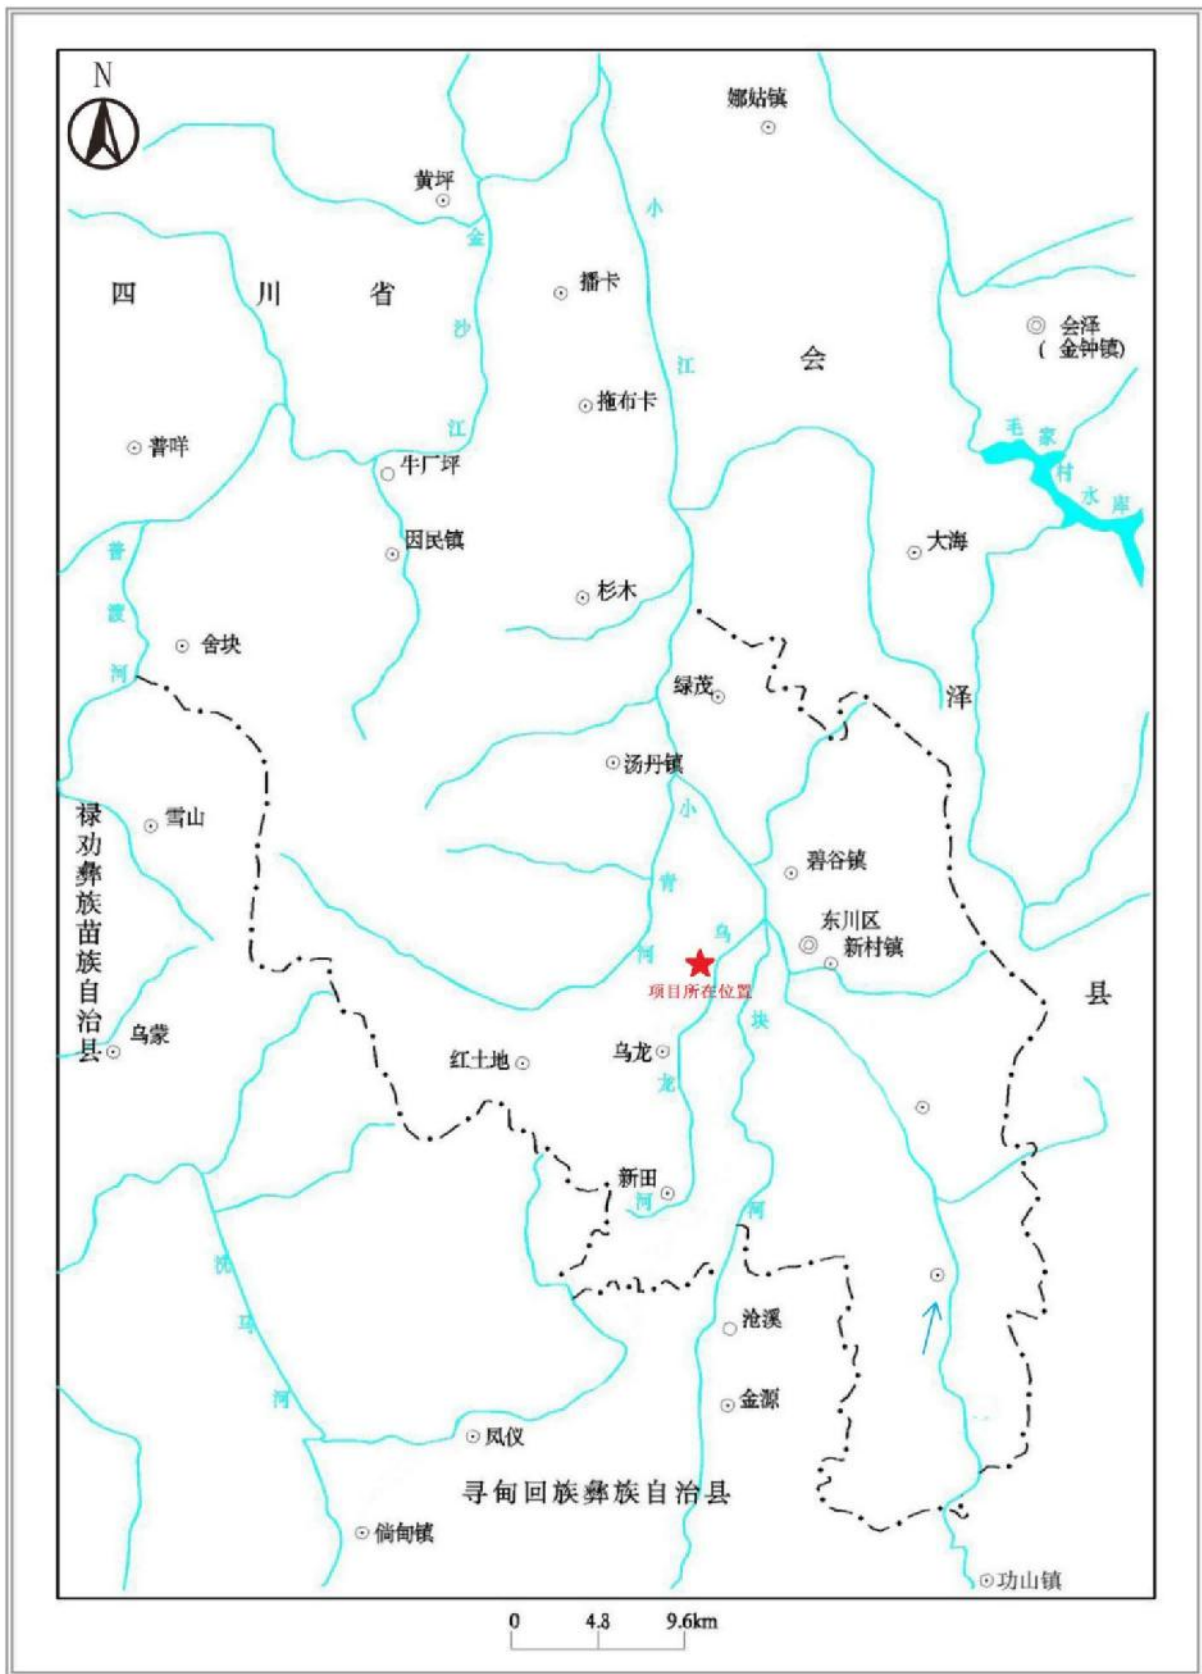 N
娜姑镇
黄坪
小
金
播卡
四川省
会泽
(金钟镇)
沙
会
江
拖布卡
江
毛家村水库
普咩
牛厂坪
因民镇
大海
普渡河
杉木
舍块
绿茂
泽
汤丹镇
小
禄劝彝族苗族自治县
雪山
碧谷镇
青
东川区
乌
新村镇
河
项目所在位置
县
块
乌蒙
红土地
乌龙
龙
新田
河
河
洗马河
沧溪
金源
凤仪
寻甸回族彝族自治县
倘甸镇
功山镇
0 4.8 9.6km